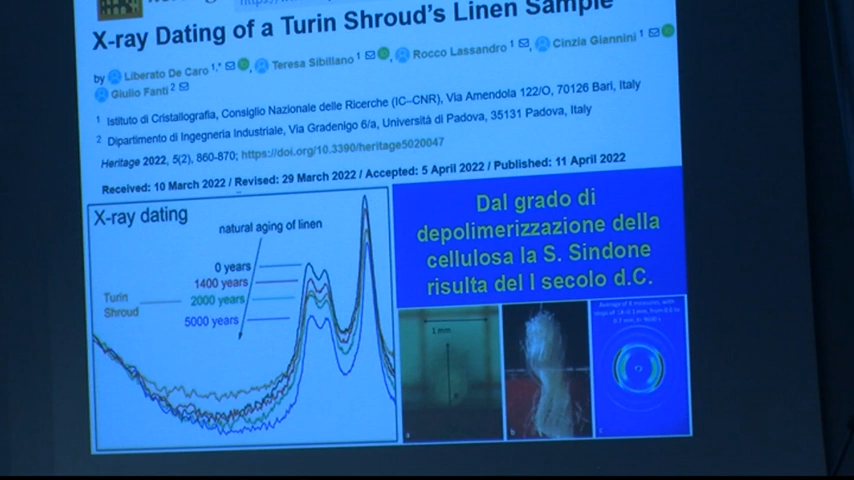 X-ray Dating of a Turin Shroud's Linen Sample
by Liberato De Caro 1,*, Teresa Sibillano 1, Rocco Lassandro 1, Cinzia Giannini 1
Giulio Fanti 2
1 Istituto di Cristallografia, Consiglio Nazionale delle Ricerche (IC–CNR), Via Amendola 122/O, 70126 Bari, Italy
2 Dipartimento di Ingegneria Industriale, Via Gradenigo 6/a, Università di Padova, 35131 Padova, Italy
Heritage 2022, 5(2), 860-870; https://doi.org/10.3390/heritage5020047
Received: 10 March 2022 / Revised: 29 March 2022 / Accepted: 5 April 2022 / Published: 11 April 2022
X-ray dating
natural aging of linen
0 years
1400 years
2000 years
5000 years
Turin
Shroud
Dal grado di
depolimerizzazione della
cellulosa la S. Sindone
risulta del I secolo d.C.
1 mm
a
b
c
Average of 8 measures, with